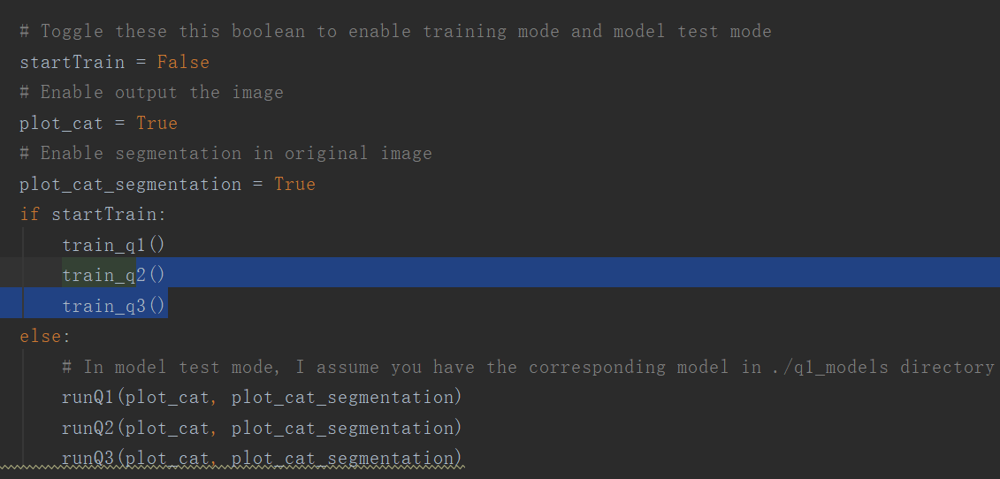 # Toggle these this boolean to enable training mode and model test mode
startTrain = False
# Enable output the image
plot_cat = True
# Enable segmentation in original image
plot_cat_segmentation = True
if startTrain:
    train_q1()
    train_q2()
    train_q3()
else:
    # In model test mode, I assume you have the corresponding model in ./q1_models directory
    runQ1(plot_cat, plot_cat_segmentation)
    runQ2(plot_cat, plot_cat_segmentation)
    runQ3(plot_cat, plot_cat_segmentation)